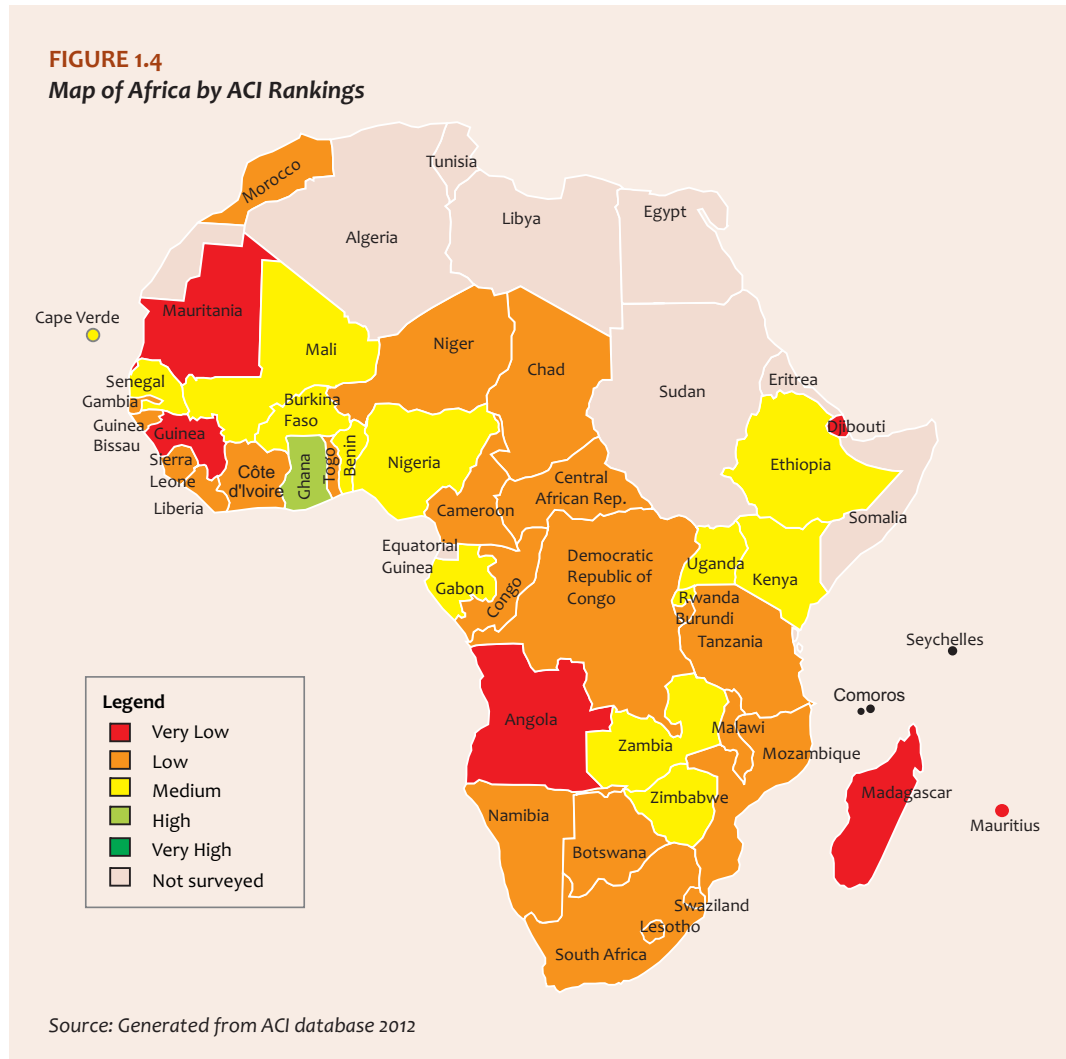 FIGURE 1.4
Map of Africa by ACI Rankings
Tunisia
Morocco
Algeria
Libya
Egypt
Mauritania
Cape Verde
Mali
Niger
Chad
Sudan
Eritrea
Senegal
Gambia
Guinea
Bissau
Guinea
Burkina
Faso
Djibouti
Sierra
Leone
Liberia
Côte
d'Ivoire
Ghana
Togo
Benin
Nigeria
Ethiopia
Central
African Rep.
Cameroon
Somalia
Equatorial
Guinea
Gabon
Congo
Democratic
Republic of
Congo
Uganda
Kenya
Rwanda
Burundi
Tanzania
Seychelles
Comoros
Angola
Zambia
Malawi
Mozambique
Zimbabwe
Madagascar
Mauritius
Namibia
Botswana
Swaziland
Lesotho
South Africa
Legend
Very Low
Low
Medium
High
Very High
Not surveyed
Source: Generated from ACI database 2012